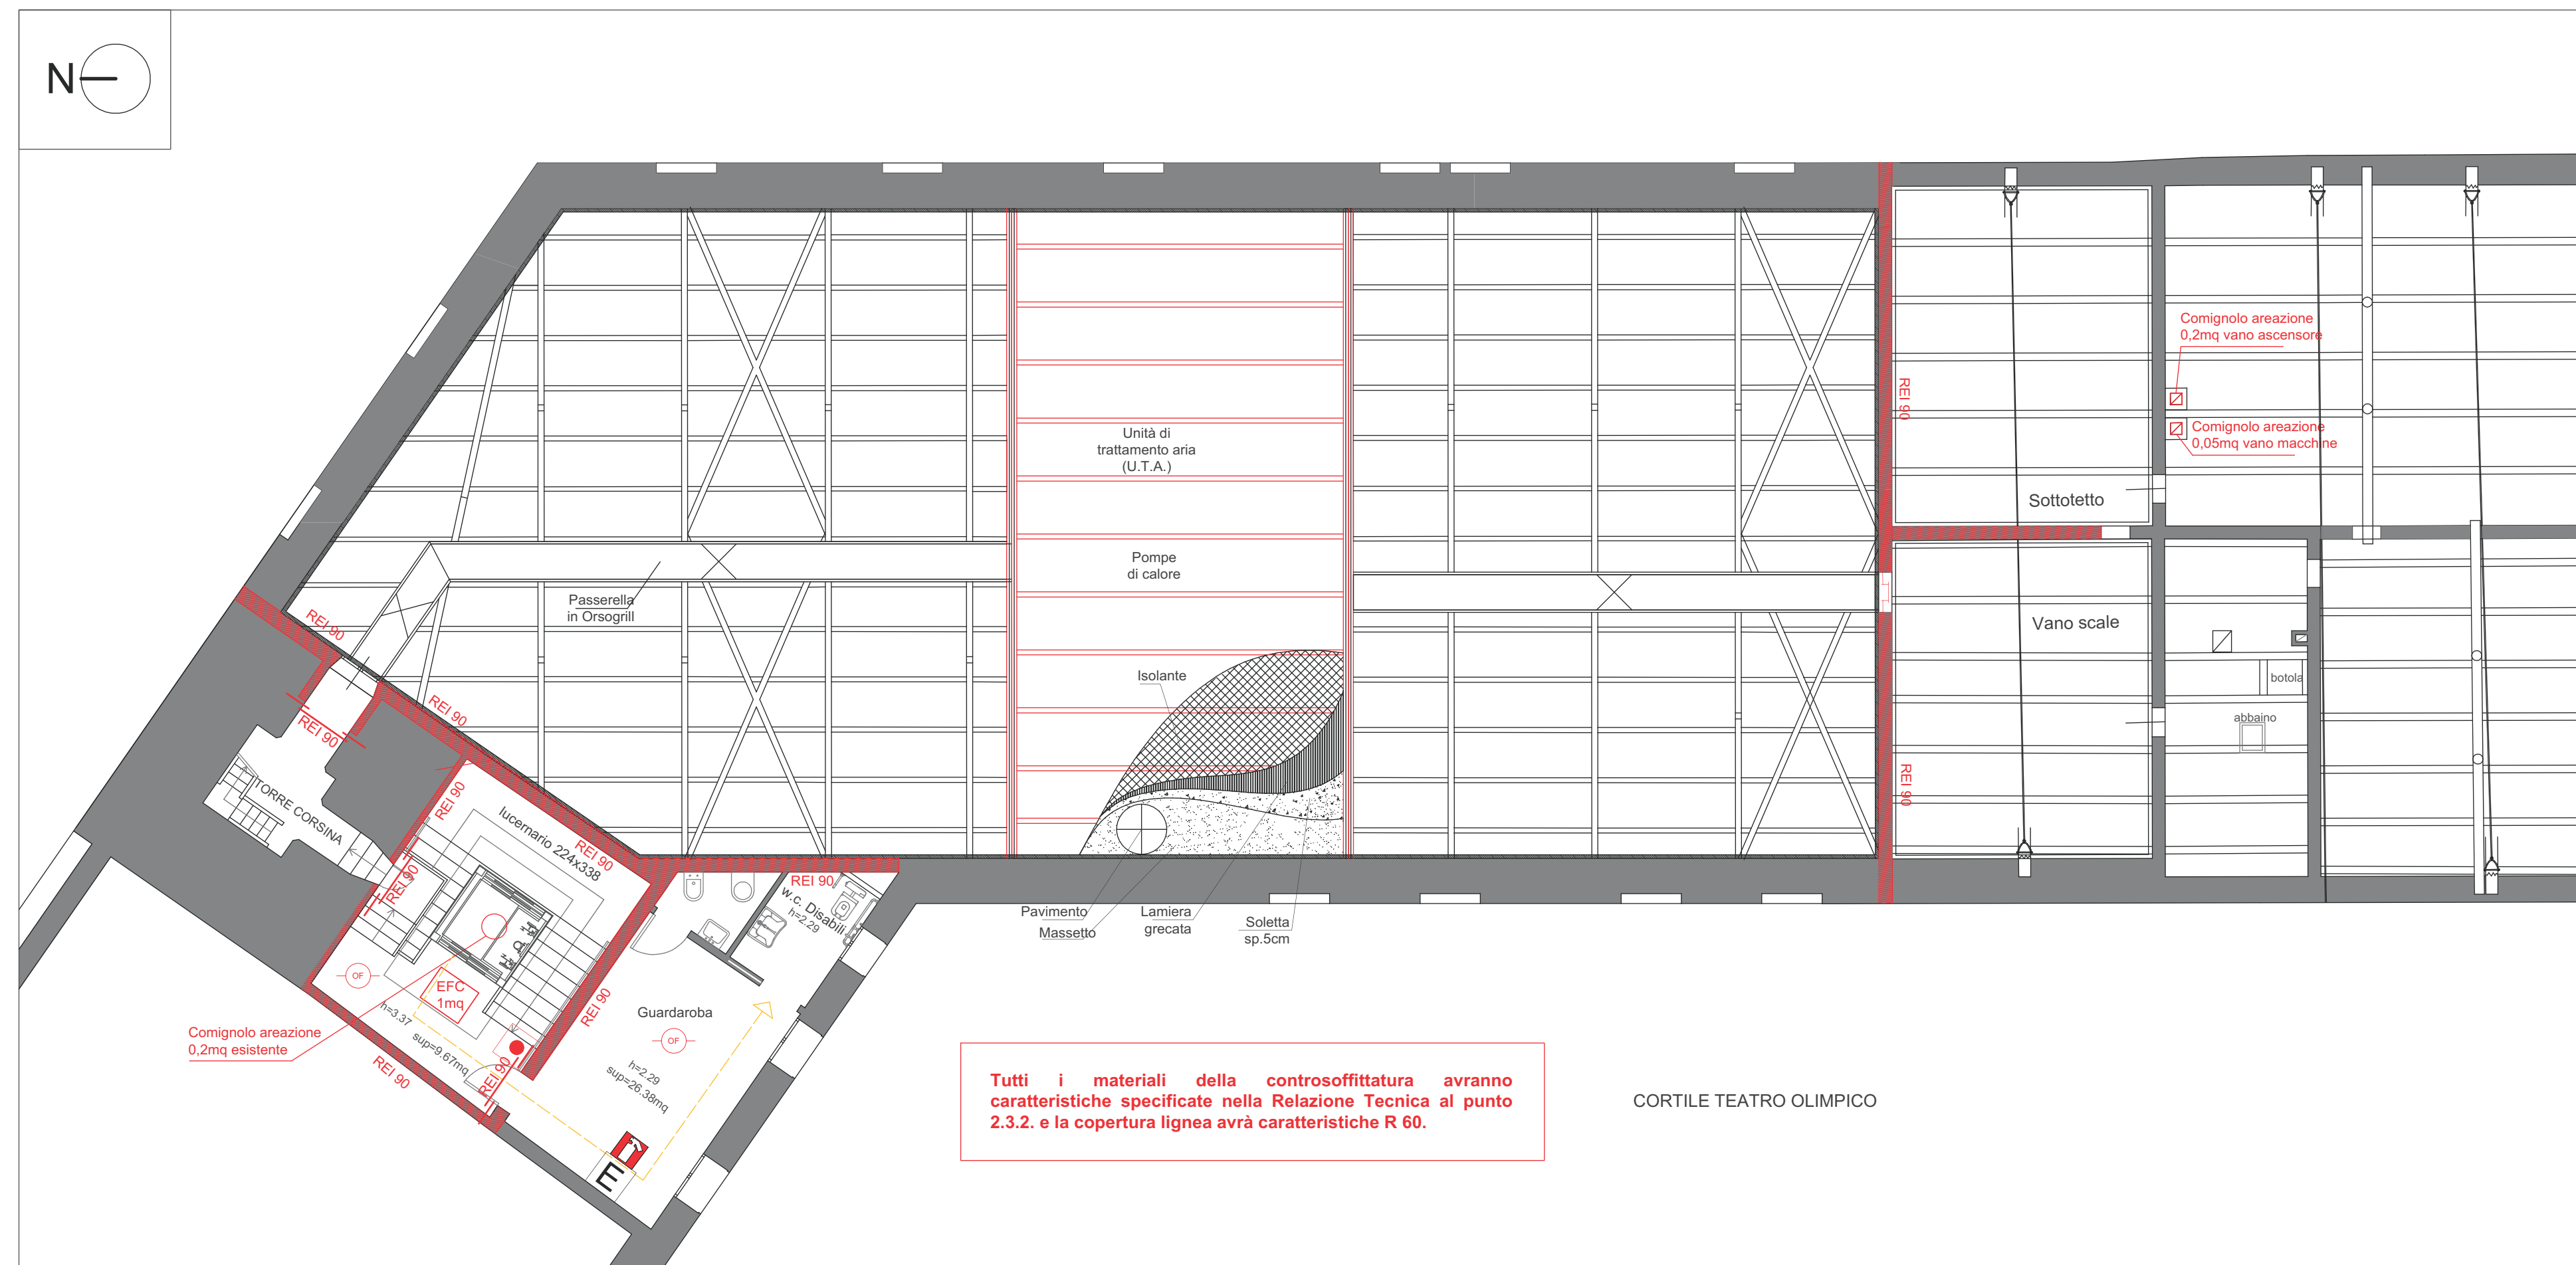 N
Comignolo areazione
0,2mq vano ascensore
REI 90
Comignolo areazione
0,05mq vano macchine
Unità di
trattamento aria
(U.T.A.)
Sottotetto
Pompe
di calore
Passerella
in Orsogrill
REI 90
Vano scale
Isolante
botola
REI 90
REI 90
abbaino
REI 90
REI 90
TORRE CORSINA
lucernario 224x338
REI 90
REI 90
REI 90
w.c. Disabili
h=2.29
Pavimento
Massetto
Lamiera
grecata
Soletta
sp.5cm
OF
EFC
1mq
REI 90
Guardaroba
OF
h=3.37
sup=9.67mq
Comignolo areazione
0,2mq esistente
REI 90
REI 90
h=2.29
sup=26.38mq
E
Tutti i materiali della controsoffittatura avranno
caratteristiche specificate nella Relazione Tecnica al punto
2.3.2. e la copertura lignea avrà caratteristiche R 60.
CORTILE TEATRO OLIMPICO